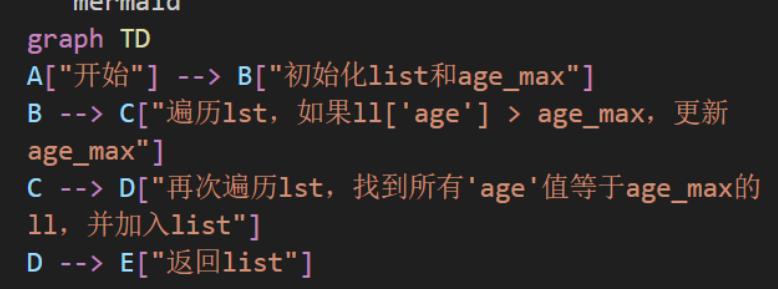 mermaid
graph TD
A["开始"] --> B["初始化list和age_max"]
B --> C["遍历lst，如果ll['age'] > age_max，更新
age_max"]
C --> D["再次遍历lst，找到所有'age'值等于age_max的
ll，并加入list"]
D --> E["返回list"]